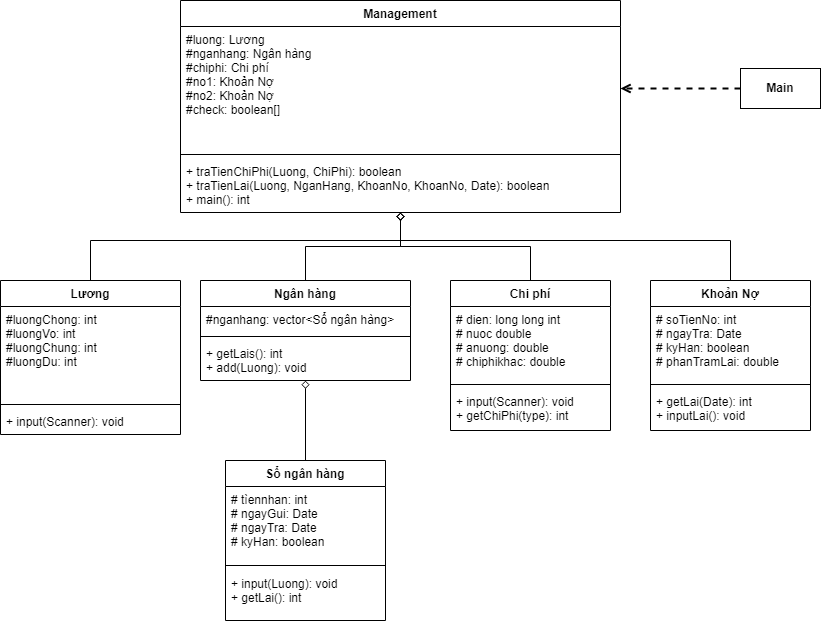 Management
#luong: Lương
#nganhang: Ngân hàng
#chiphi: Chi phí
#no1: Khoản Nợ
#no2: Khoản Nợ
#check: boolean[]
+ traTienChiPhi(Luong, ChiPhi): boolean
+ traTienLai(Luong, NganHang, KhoanNo, KhoanNo, Date): boolean
+ main(): int
Main
Lương
#luongChong: int
#luongVo: int
#luongChung: int
#luongDu: int
+ input(Scanner): void
Ngân hàng
#nganhang: vector<Sổ ngân hàng>
+ getLais(): int
+ add(Luong): void
Chi phí
# dien: long long int
# nuoc double
# anuong: double
# chiphikhac: double
+ input(Scanner): void
+ getChiPhi(type): int
Khoản Nợ
# soTienNo: int
# ngayTra: Date
# kyHan: boolean
# phanTramLai: double
+ getLai(Date): int
+ inputLai(): void
Sổ ngân hàng
# tiennhan: int
# ngayGui: Date
# ngayTra: Date
# kyHan: boolean
+ input(Luong): void
+ getLai(): int